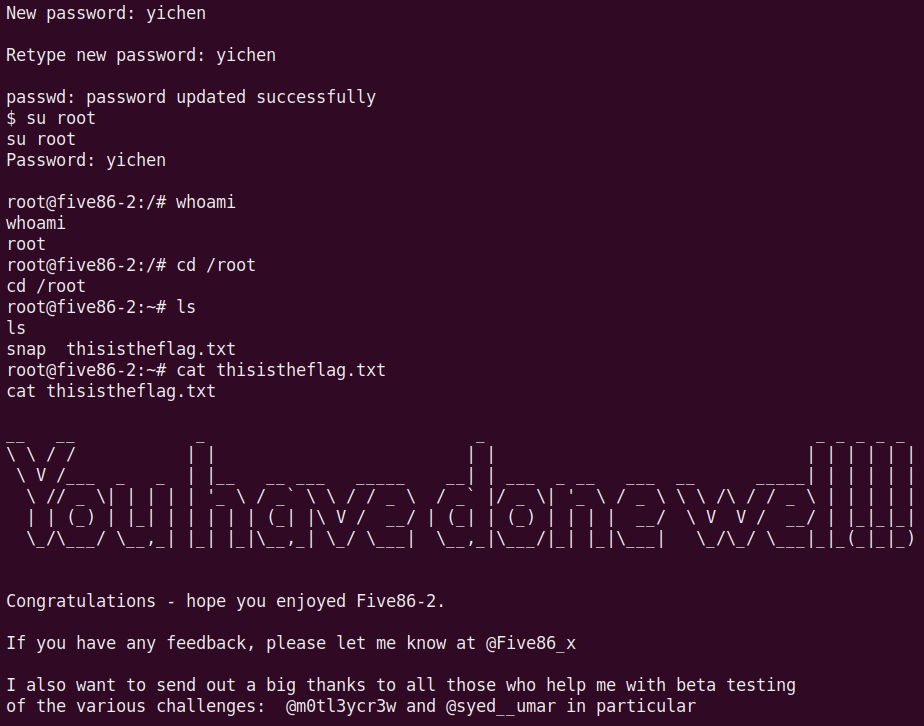 New password: yichen
Retype new password: yichen
passwd: password updated successfully
$ su root
su root
Password: yichen
root@five86-2:/# whoami
whoami
root
root@five86-2:/# cd /root
cd /root
root@five86-2:~# ls
ls
snap  thisistheflag.txt
root@five86-2:~# cat thisistheflag.txt
cat thisistheflag.txt
You have done well!!!
Congratulations - hope you enjoyed Five86-2.
If you have any feedback, please let me know at @Five86_x
I also want to send out a big thanks to all those who help me with beta testing
of the various challenges:  @m0tl3ycr3w and @syed__umar in particular